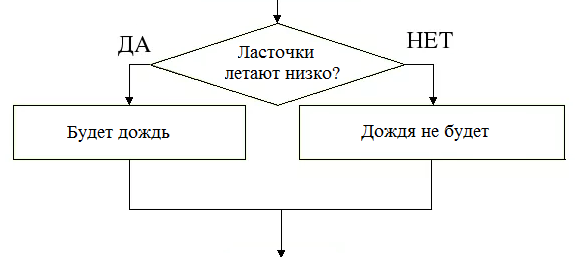 ДА
Ласточки
летают низко?
НЕТ
Будет дождь
Дождя не будет